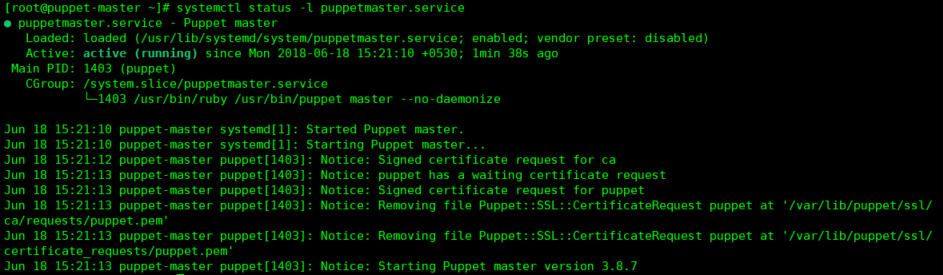 [root@puppet-master ~]# systemctl status -l puppetmaster.service
● puppetmaster.service - Puppet master
   Loaded: loaded (/usr/lib/systemd/system/puppetmaster.service; enabled; vendor preset: disabled)
   Active: active (running) since Mon 2018-06-18 15:21:10 +0530; 1min 38s ago
 Main PID: 1403 (puppet)
   CGroup: /system.slice/puppetmaster.service
           └─1403 /usr/bin/ruby /usr/bin/puppet master --no-daemonize

Jun 18 15:21:10 puppet-master systemd[1]: Started Puppet master.
Jun 18 15:21:10 puppet-master systemd[1]: Starting Puppet master...
Jun 18 15:21:12 puppet-master puppet[1403]: Notice: Signed certificate request for ca
Jun 18 15:21:13 puppet-master puppet[1403]: Notice: puppet has a waiting certificate request
Jun 18 15:21:13 puppet-master puppet[1403]: Notice: Signed certificate request for puppet
Jun 18 15:21:13 puppet-master puppet[1403]: Notice: Removing file Puppet::SSL::CertificateRequest puppet at '/var/lib/puppet/ssl/
ca/requests/puppet.pem'
Jun 18 15:21:13 puppet-master puppet[1403]: Notice: Removing file Puppet::SSL::CertificateRequest puppet at '/var/lib/puppet/ssl/
certificate_requests/puppet.pem'
Jun 18 15:21:13 puppet-master puppet[1403]: Notice: Starting Puppet master version 3.8.7